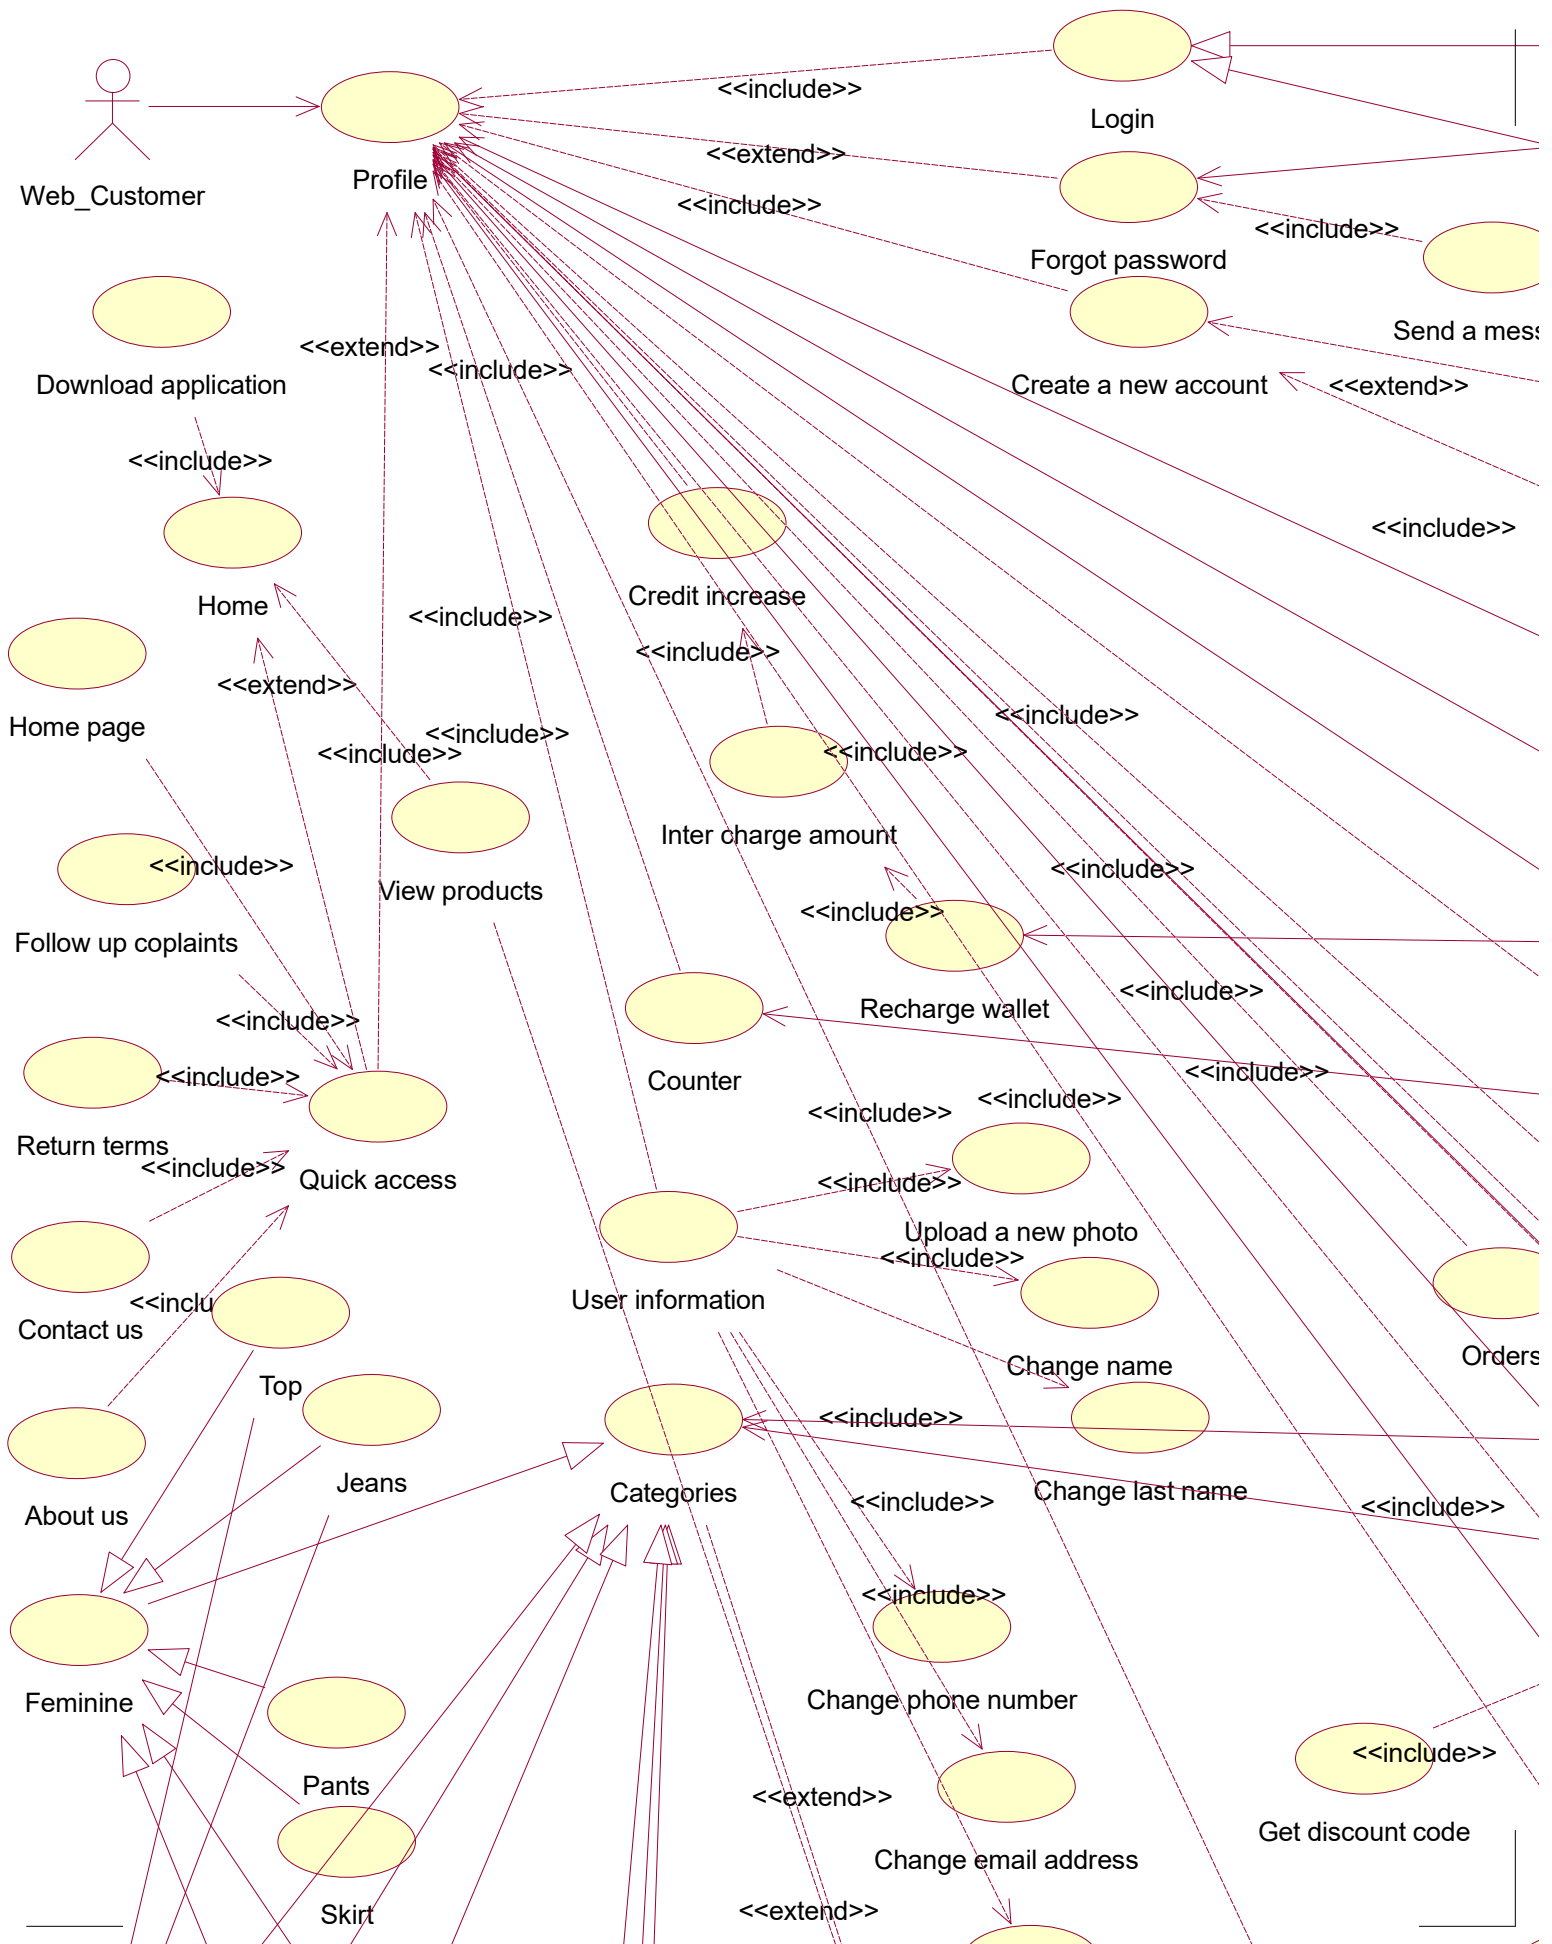 <<include>>
Login
<<extend>>
Profile
Web_Customer
<<include>>
<<include>>
Forgot password
Send a mess
<<extend>>
<<include>>
Download application
Create a new account
<<extend>>
<<include>>
<<include>>
Credit increase
Home
<<include>>
<<include>>
<<extend>>
<<include>>
Home page
<<include>>
<<include>>
<<include>>
Inter charge amount
<<include>>
<<include>>
View products
<<include>>
Follow up coplaints
<<include>>
Recharge wallet
<<include>>
<<include>>
<<include>>
Counter
<<include>>
<<include>>
Return terms
<<include>>
Quick access
<<include>>
Upload a new photo
<<include>>
User information
<<inclu
Contact us
Change name
Orders
Top
<<include>>
Jeans
Categories
Change last name
<<include>>
<<include>>
About us
<<include>>
Feminine
Change phone number
<<include>>
Pants
<<extend>>
Get discount code
Change email address
<<extend>>
Skirt